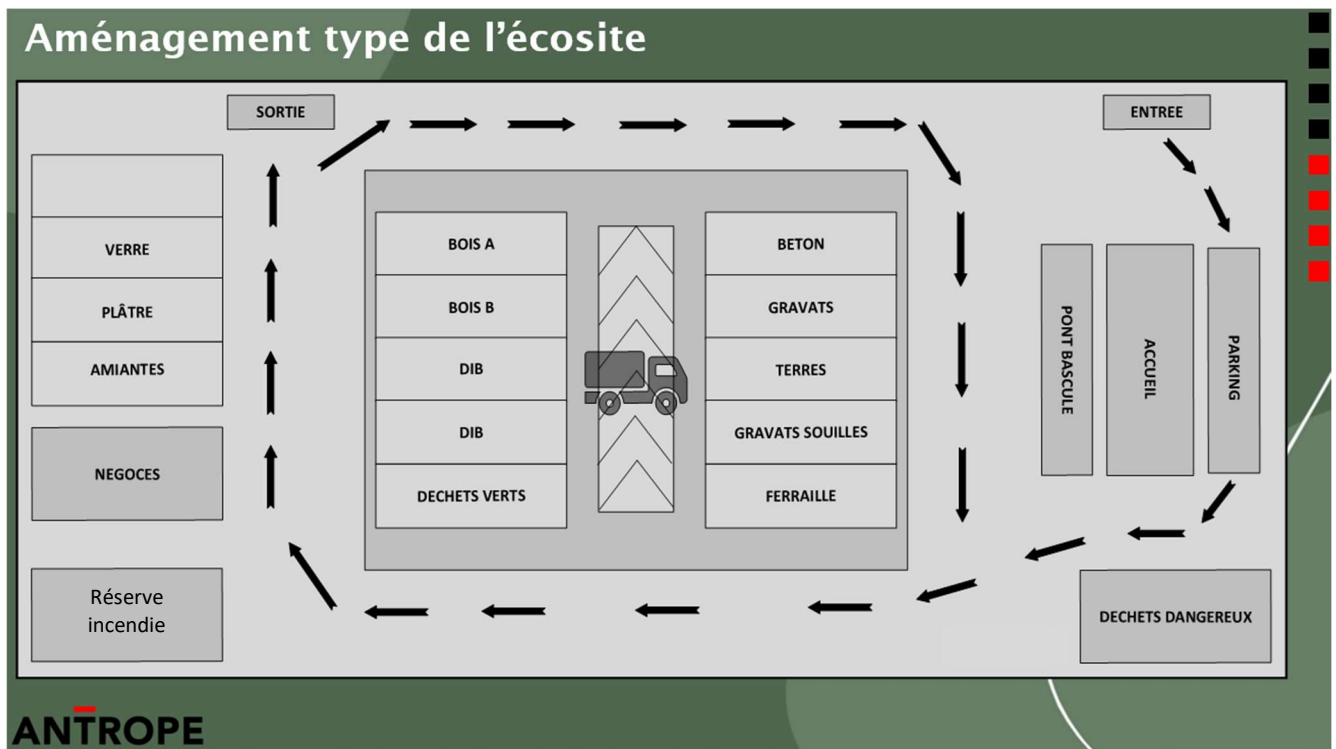 Aménagement type de l'écosite
SORTIE
ENTREE
VERRE
PLÂTRE
AMIANTES
NEGOCES
Réserve
incendie
BOIS A
BOIS B
DIB
DIB
DECHETS VERTS
BETON
GRAVATS
TERRES
GRAVATS SOUILLES
FERRAILLE
PONT BASCULE
ACCUEIL
PARKING
DECHETS DANGEREUX
ANTROPE